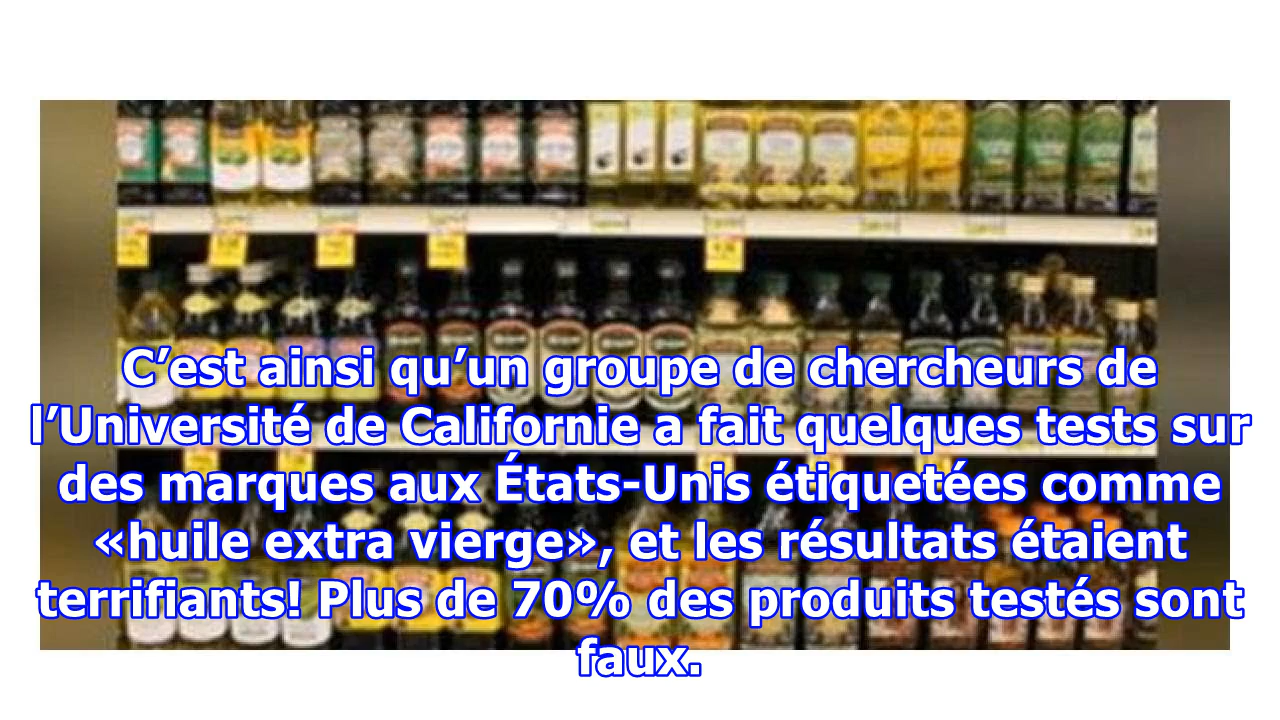 C’est ainsi qu’un groupe de chercheurs de
l’Université de Californie a fait quelques tests sur
des marques aux États-Unis étiquetées comme
«huile extra vierge», et les résultats étaient
terrifiants! Plus de 70% des produits testés sont
faux.